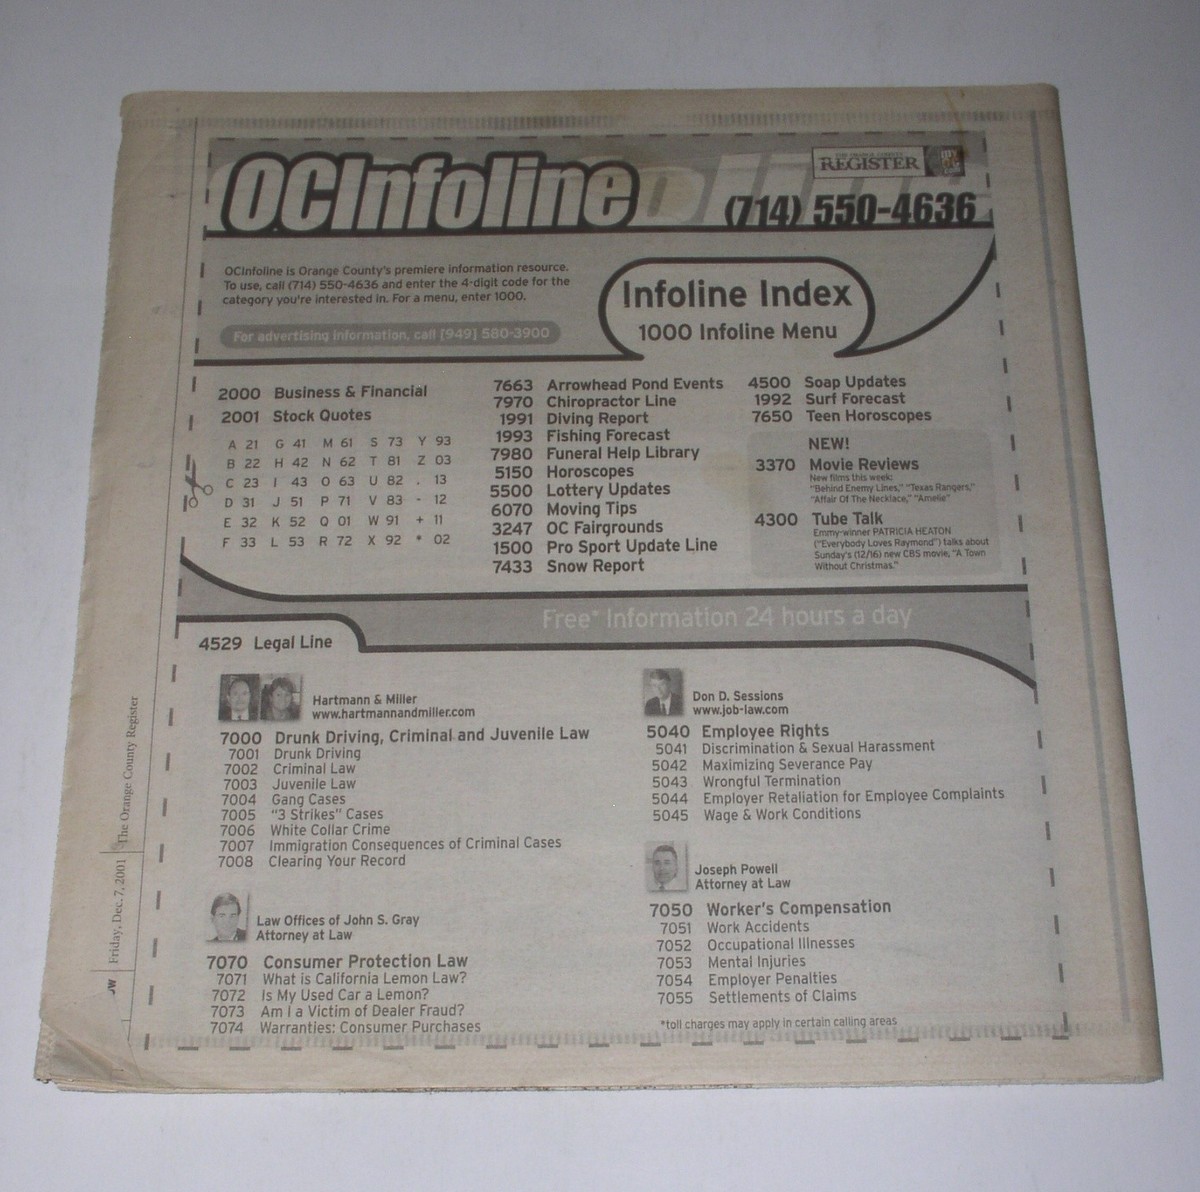 OCInfoline
THE ORANGE COUNTY
REGISTER
(714) 550-4636
OCInfoline is Orange County's premiere information resource.
To use, call (714) 550-4636 and enter the 4-digit code for the
category you're interested in. For a menu, enter 1000.
For advertising information, call [949] 580-3900
Infoline Index
1000 Infoline Menu
2000 Business & Financial
2001 Stock Quotes
A 21 G 41 M 61 S 73 Y 93
B 22 H 42 N 62 T 81 Z 03
C 23 I 43 O 63 U 82 . 13
D 31 J 51 P 71 V 83 - 12
E 32 K 52 Q 01 W 91 + 11
F 33 L 53 R 72 X 92 * 02
7663 Arrowhead Pond Events
7970 Chiropractor Line
1991 Diving Report
1993 Fishing Forecast
7980 Funeral Help Library
5150 Horoscopes
5500 Lottery Updates
6070 Moving Tips
3247 OC Fairgrounds
1500 Pro Sport Update Line
7433 Snow Report
4500 Soap Updates
1992 Surf Forecast
7650 Teen Horoscopes
NEW!
3370 Movie Reviews
New films this week:
"Behind Enemy Lines," "Texas Rangers,"
"Affair Of The Necklace," "Amelie"
4300 Tube Talk
Emmy-winner PATRICIA HEATON
("Everybody Loves Raymond") talks about
Sunday's (12/16) new CBS movie, "A Town
Without Christmas."
Free* Information 24 hours a day
4529 Legal Line
Hartmann & Miller
www.hartmannandmiller.com
7000 Drunk Driving, Criminal and Juvenile Law
7001 Drunk Driving
7002 Criminal Law
7003 Juvenile Law
7004 Gang Cases
7005 "3 Strikes" Cases
7006 White Collar Crime
7007 Immigration Consequences of Criminal Cases
7008 Clearing Your Record
Law Offices of John S. Gray
Attorney at Law
7070 Consumer Protection Law
7071 What is California Lemon Law?
7072 Is My Used Car a Lemon?
7073 Am I a Victim of Dealer Fraud?
7074 Warranties: Consumer Purchases
Don D. Sessions
www.job-law.com
5040 Employee Rights
5041 Discrimination & Sexual Harassment
5042 Maximizing Severance Pay
5043 Wrongful Termination
5044 Employer Retaliation for Employee Complaints
5045 Wage & Work Conditions
Joseph Powell
Attorney at Law
7050 Worker's Compensation
7051 Work Accidents
7052 Occupational Illnesses
7053 Mental Injuries
7054 Employer Penalties
7055 Settlements of Claims
*toll charges may apply in certain calling areas
Friday, Dec. 7, 2001 The Orange County Register